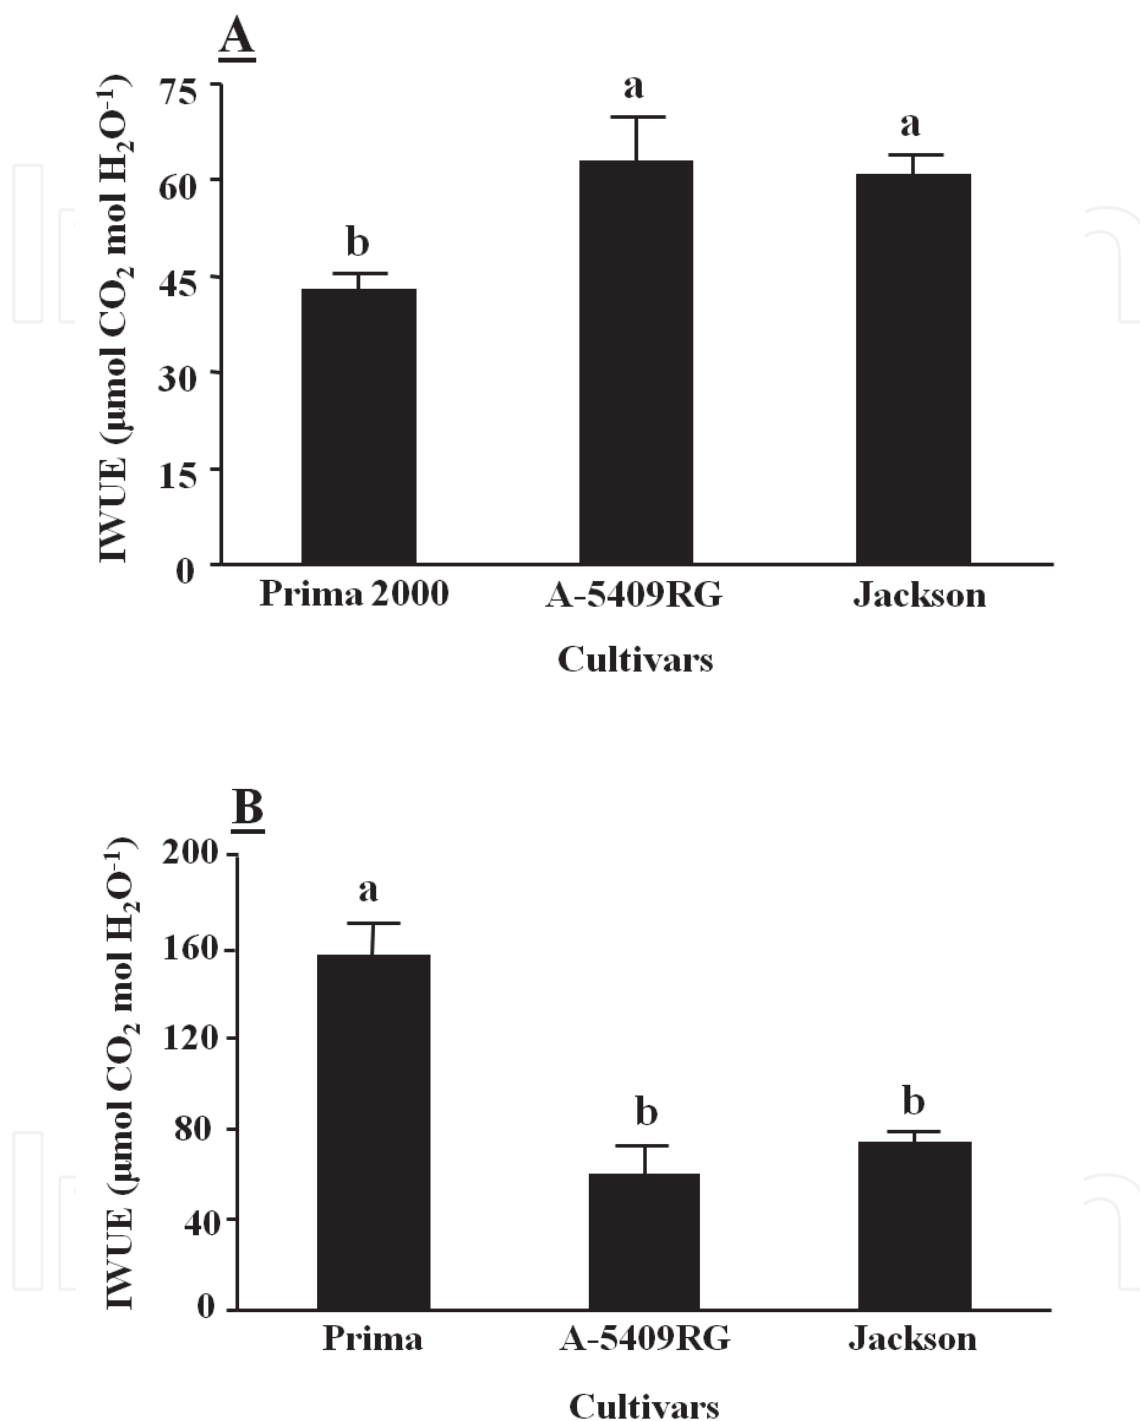 A
IWUE (µmol CO₂ mol H₂O⁻¹)
75
60
45
30
15
0
b
a
a
Prima 2000 A-5409RG Jackson
Cultivars
B
IWUE (µmol CO₂ mol H₂O⁻¹)
200
160
120
80
40
0
a
b
b
Prima A-5409RG Jackson
Cultivars